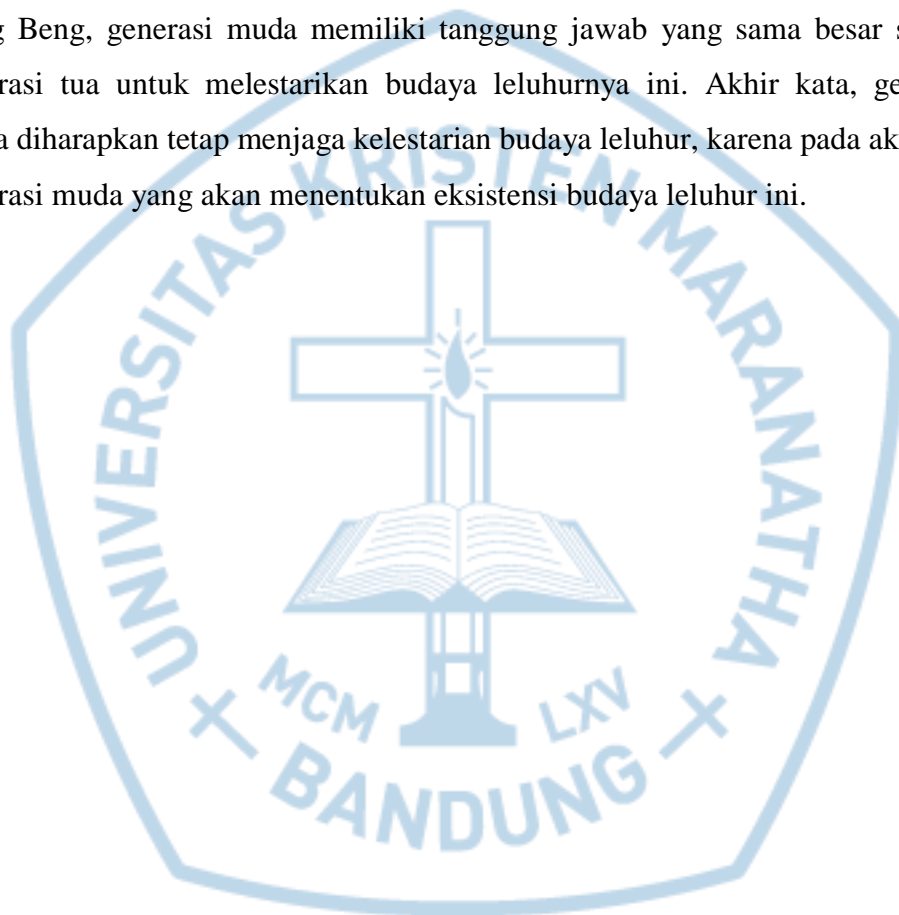 g Beng, generasi muda memiliki tanggung jawab yang sama besar s
rasi tua untuk melestarikan budaya leluhurnya ini. Akhir kata, ge
a diharapkan tetap menjaga kelestarian budaya leluhur, karena pada ak
rasi muda yang akan menentukan eksistensi budaya leluhur ini.
UNIVERSITAS KRISTEN MARANATHA
MCM LXV
BANDUNG